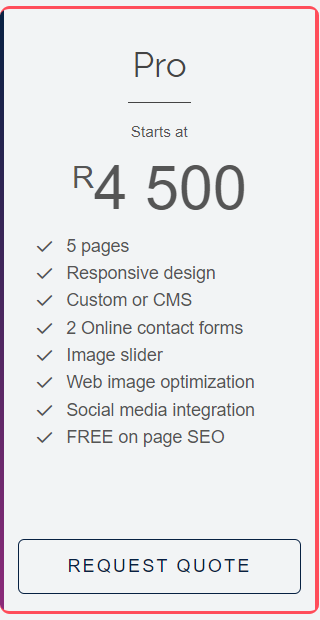 Pro
Starts at
R4 500
5 pages
Responsive design
Custom or CMS
2 Online contact forms
Image slider
Web image optimization
Social media integration
FREE on page SEO
REQUEST QUOTE